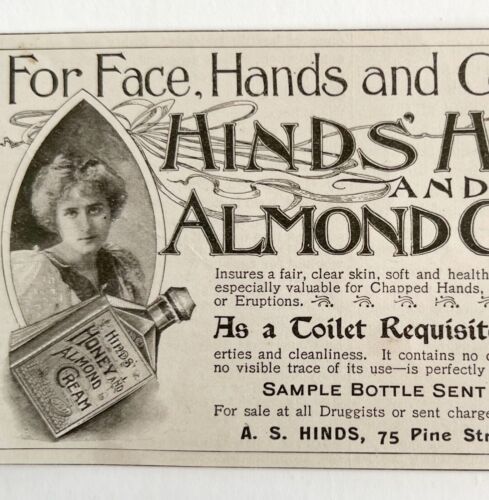 For Face, Hands and C
HINDS' H
AND
ALMOND C
Insures a fair, clear skin, soft and health
especially valuable for Chapped Hands,
or Eruptions.
As a Toilet Requisite
erties and cleanliness. It contains no o
no visible trace of its use—is perfectly
SAMPLE BOTTLE SENT
For sale at all Druggists or sent charge
A. S. HINDS, 75 Pine Str
HINDS'
HONEY AND
ALMOND
CREAM